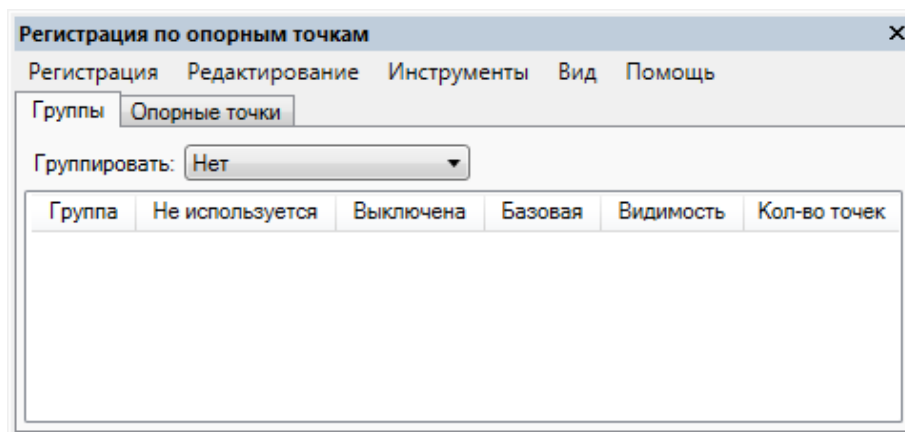 Регистрация по опорным точкам
Регистрация Редактирование Инструменты Вид Помощь
Группы Опорные точки
Группировать: Нет
Группа Не используется Выключена Базовая Видимость Кол-во точек